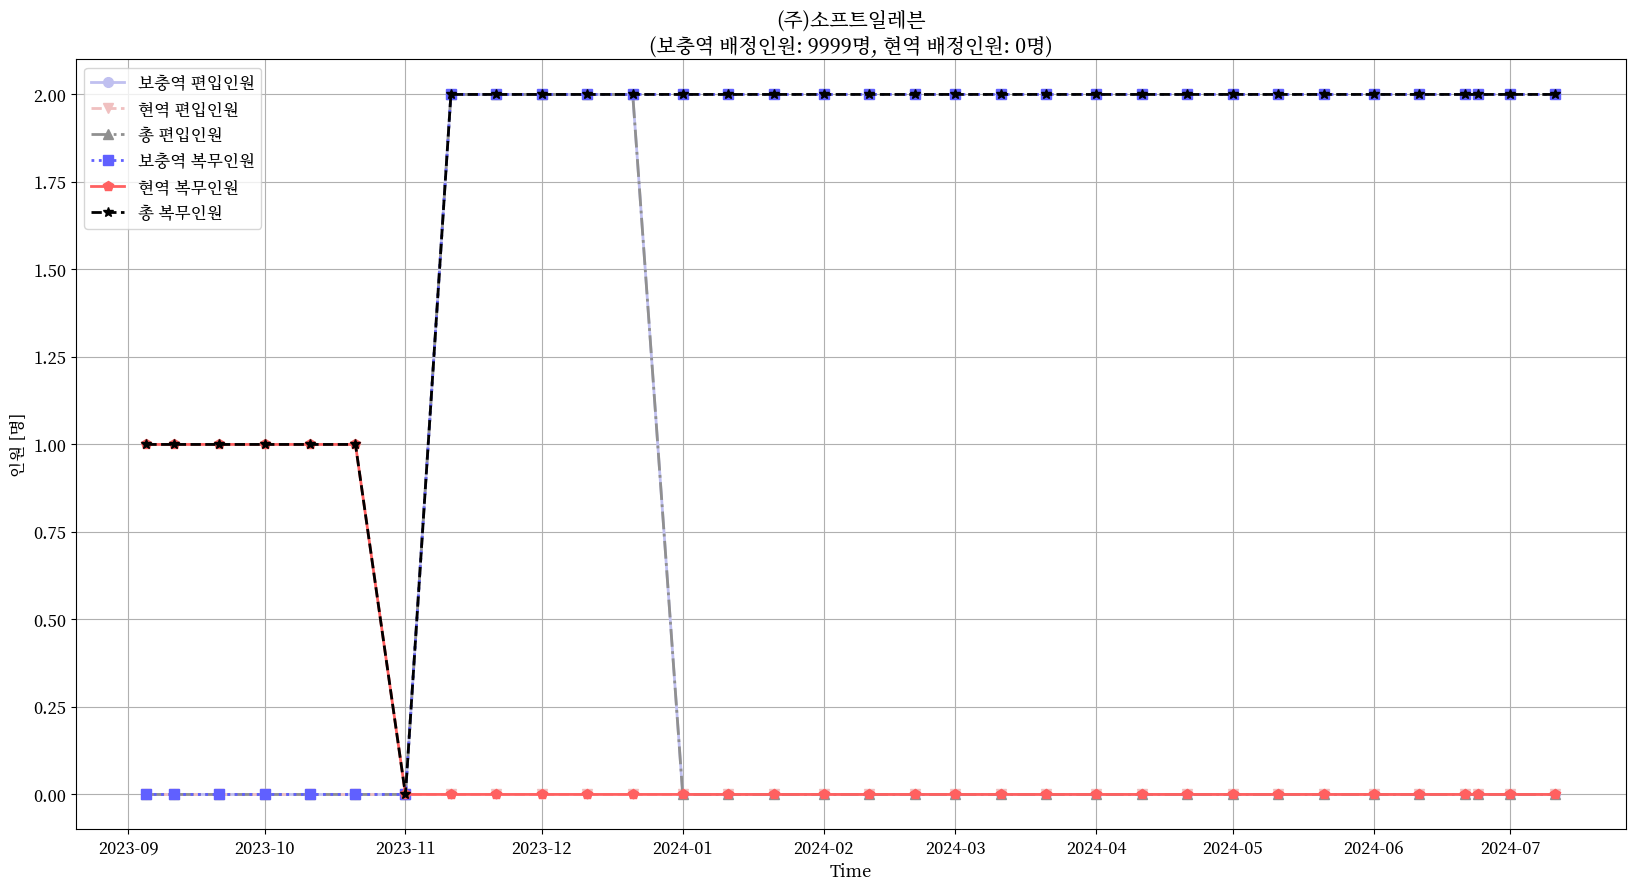 (주)소프트일레븐
(보충역 배정인원: 9999명, 현역 배정인원: 0명)
보충역 편입인원
현역 편입인원
총 편입인원
보충역 복무인원
현역 복무인원
총 복무인원
2.00
1.75
1.50
1.25
1.00
0.75
0.50
0.25
0.00
인원 [명]
2023-09 2023-10 2023-11 2023-12 2024-01 2024-02 2024-03 2024-04 2024-05 2024-06 2024-07
Time